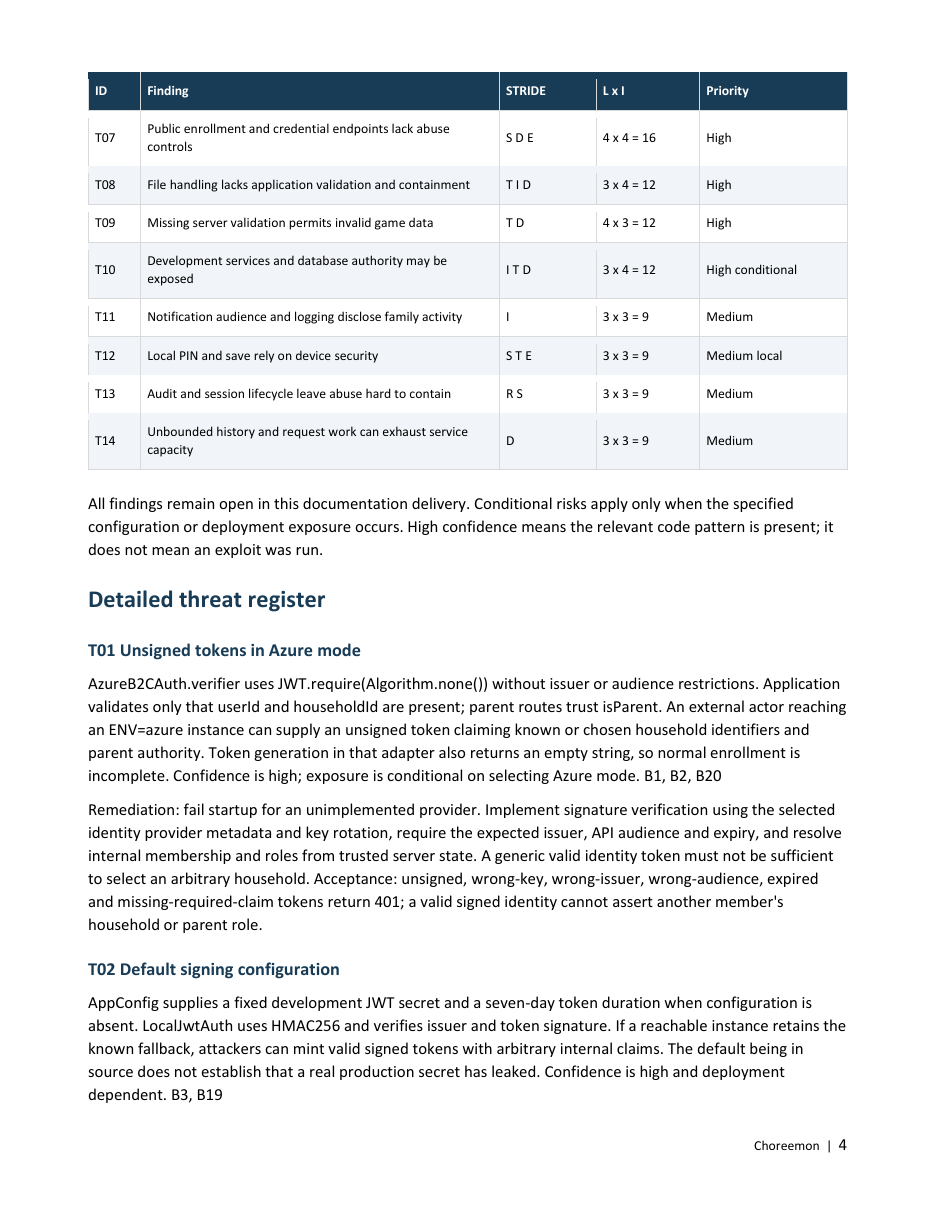 ID Finding STRIDE L x I Priority
T07 Public enrollment and credential endpoints lack abuse controls S D E 4 x 4 = 16 High
T08 File handling lacks application validation and containment T I D 3 x 4 = 12 High
T09 Missing server validation permits invalid game data T D 4 x 3 = 12 High
T10 Development services and database authority may be exposed I T D 3 x 4 = 12 High conditional
T11 Notification audience and logging disclose family activity I 3 x 3 = 9 Medium
T12 Local PIN and save rely on device security S T E 3 x 3 = 9 Medium local
T13 Audit and session lifecycle leave abuse hard to contain R S 3 x 3 = 9 Medium
T14 Unbounded history and request work can exhaust service capacity D 3 x 3 = 9 Medium
All findings remain open in this documentation delivery. Conditional risks apply only when the specified
configuration or deployment exposure occurs. High confidence means the relevant code pattern is present; it
does not mean an exploit was run.
Detailed threat register
T01 Unsigned tokens in Azure mode
AzureB2CAuth.verifier uses JWT.require(Algorithm.none()) without issuer or audience restrictions. Application
validates only that userId and householdId are present; parent routes trust isParent. An external actor reaching
an ENV=azure instance can supply an unsigned token claiming known or chosen household identifiers and
parent authority. Token generation in that adapter also returns an empty string, so normal enrollment is
incomplete. Confidence is high; exposure is conditional on selecting Azure mode. B1, B2, B20
Remediation: fail startup for an unimplemented provider. Implement signature verification using the selected
identity provider metadata and key rotation, require the expected issuer, API audience and expiry, and resolve
internal membership and roles from trusted server state. A generic valid identity token must not be sufficient
to select an arbitrary household. Acceptance: unsigned, wrong-key, wrong-issuer, wrong-audience, expired
and missing-required-claim tokens return 401; a valid signed identity cannot assert another member's
household or parent role.
T02 Default signing configuration
AppConfig supplies a fixed development JWT secret and a seven-day token duration when configuration is
absent. LocalJwtAuth uses HMAC256 and verifies issuer and token signature. If a reachable instance retains the
known fallback, attackers can mint valid signed tokens with arbitrary internal claims. The default being in
source does not establish that a real production secret has leaked. Confidence is high and deployment
dependent. B3, B19
Choreemon | 4